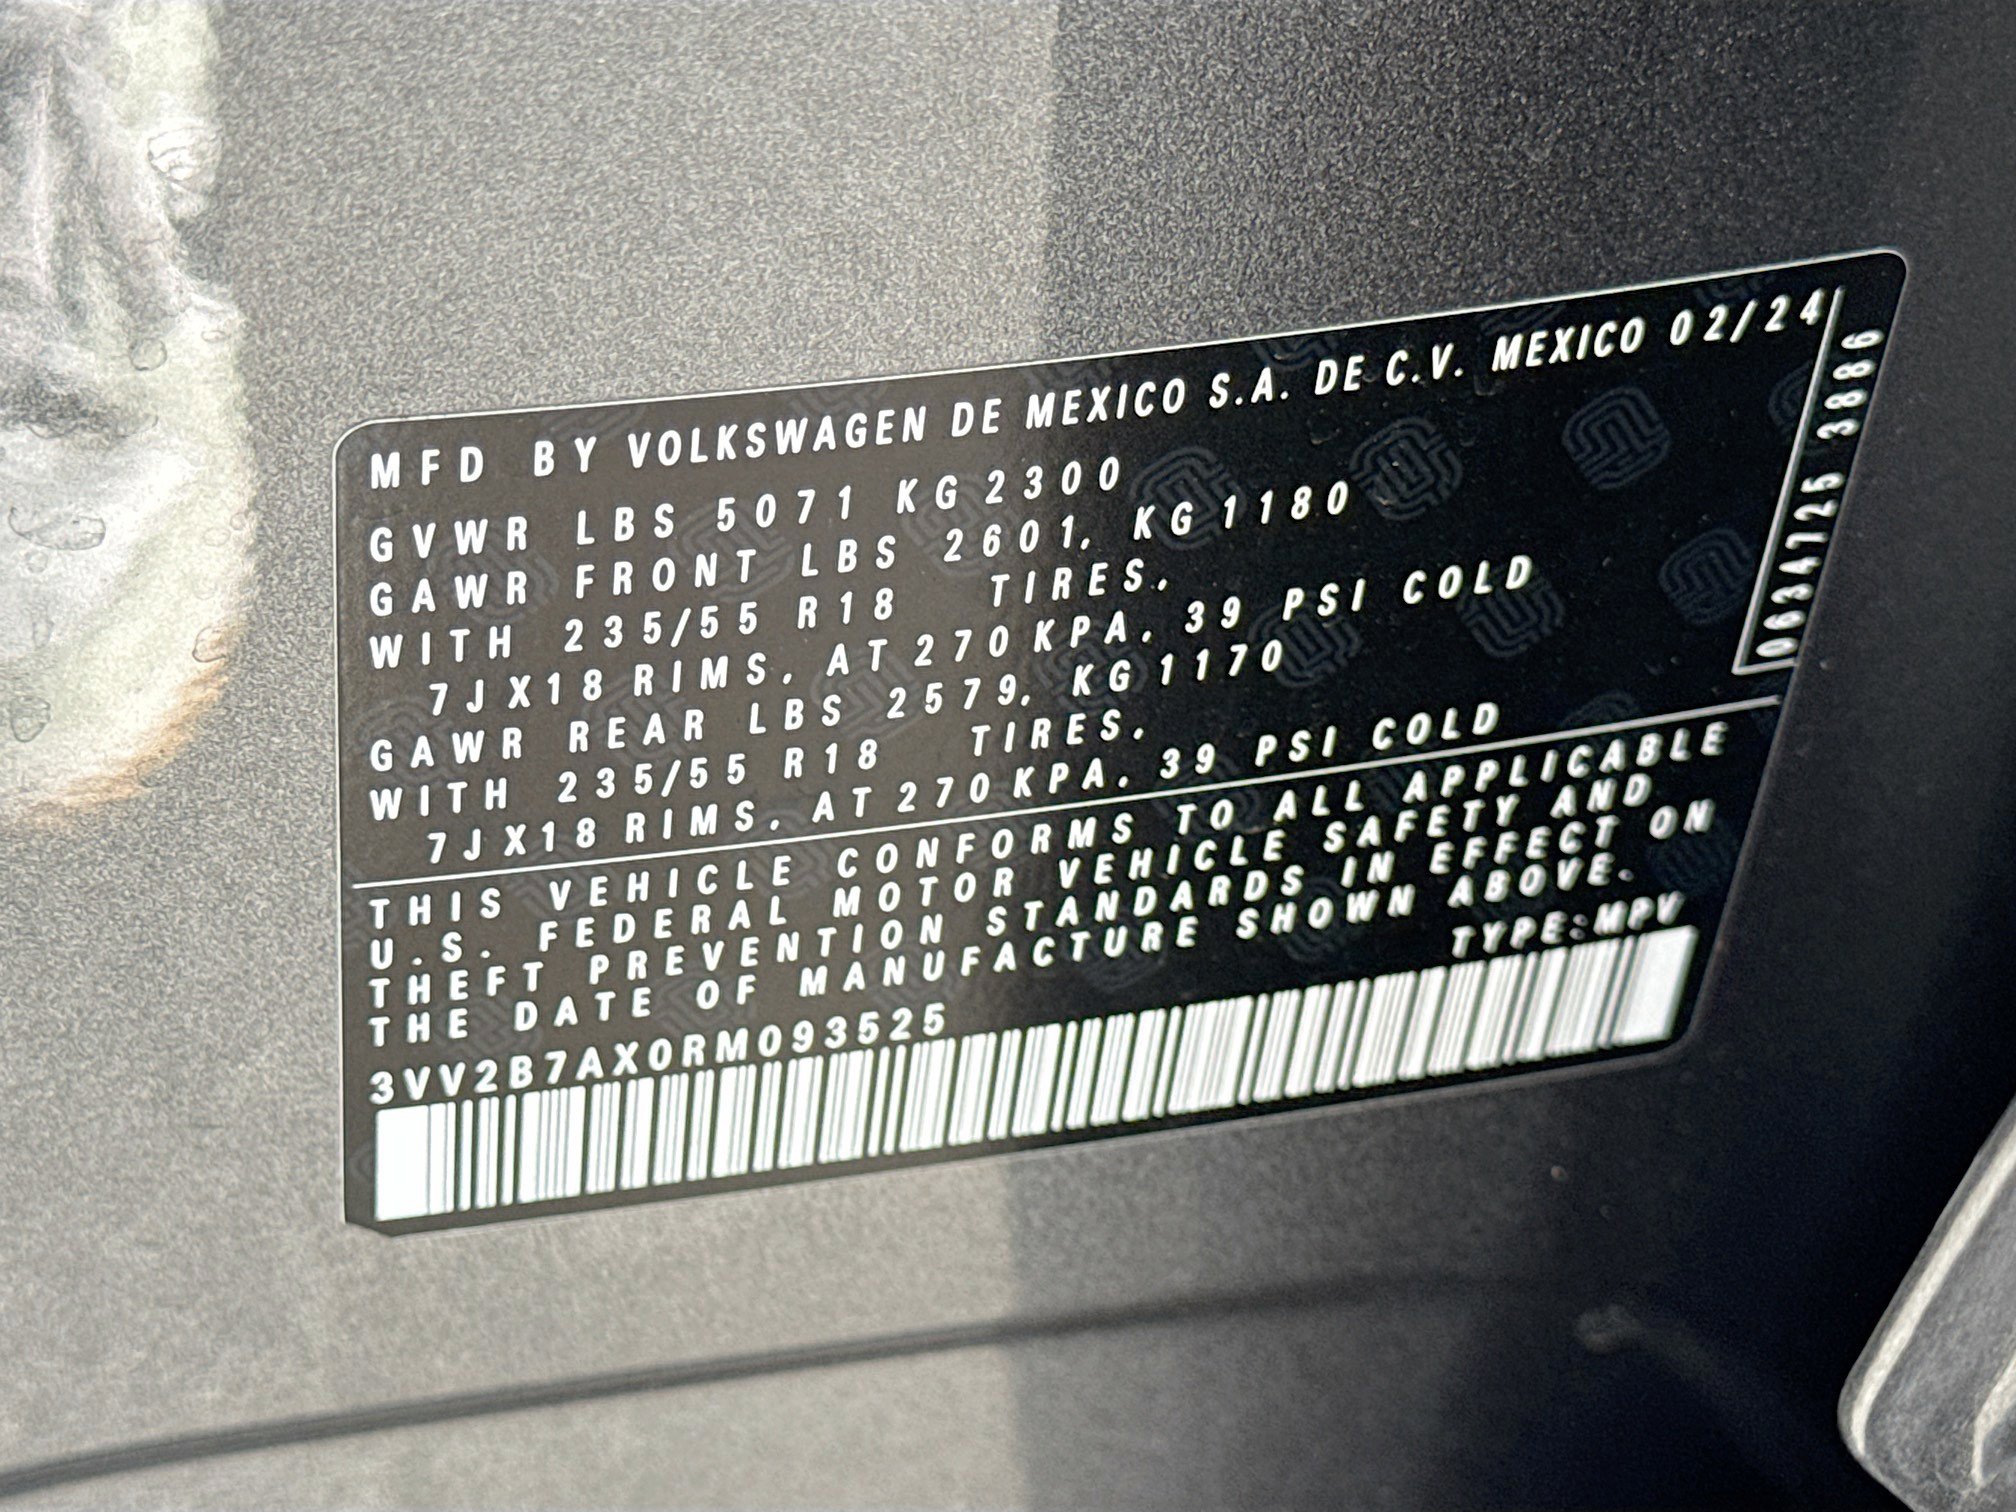 MFD BY VOLKSWAGEN DE MEXICO S.A. DE C.V. MEXICO 02/24
GVWR LBS 5071 KG 2300
GAWR FRONT LBS 2601, KG 1180
WITH 235/55 R18 TIRES,
7JX18 RIMS, AT 270 KPA, 39 PSI COLD
GAWR REAR LBS 2579, KG 1170
WITH 235/55 R18 TIRES,
7JX18 RIMS, AT 270 KPA, 39 PSI COLD
0634725 3886
THIS VEHICLE CONFORMS TO ALL APPLICABLE
U.S. FEDERAL MOTOR VEHICLE SAFETY AND
THEFT PREVENTION STANDARDS IN EFFECT ON
THE DATE OF MANUFACTURE SHOWN ABOVE.
TYPE:MPV
3VV2B7AX0RM093525